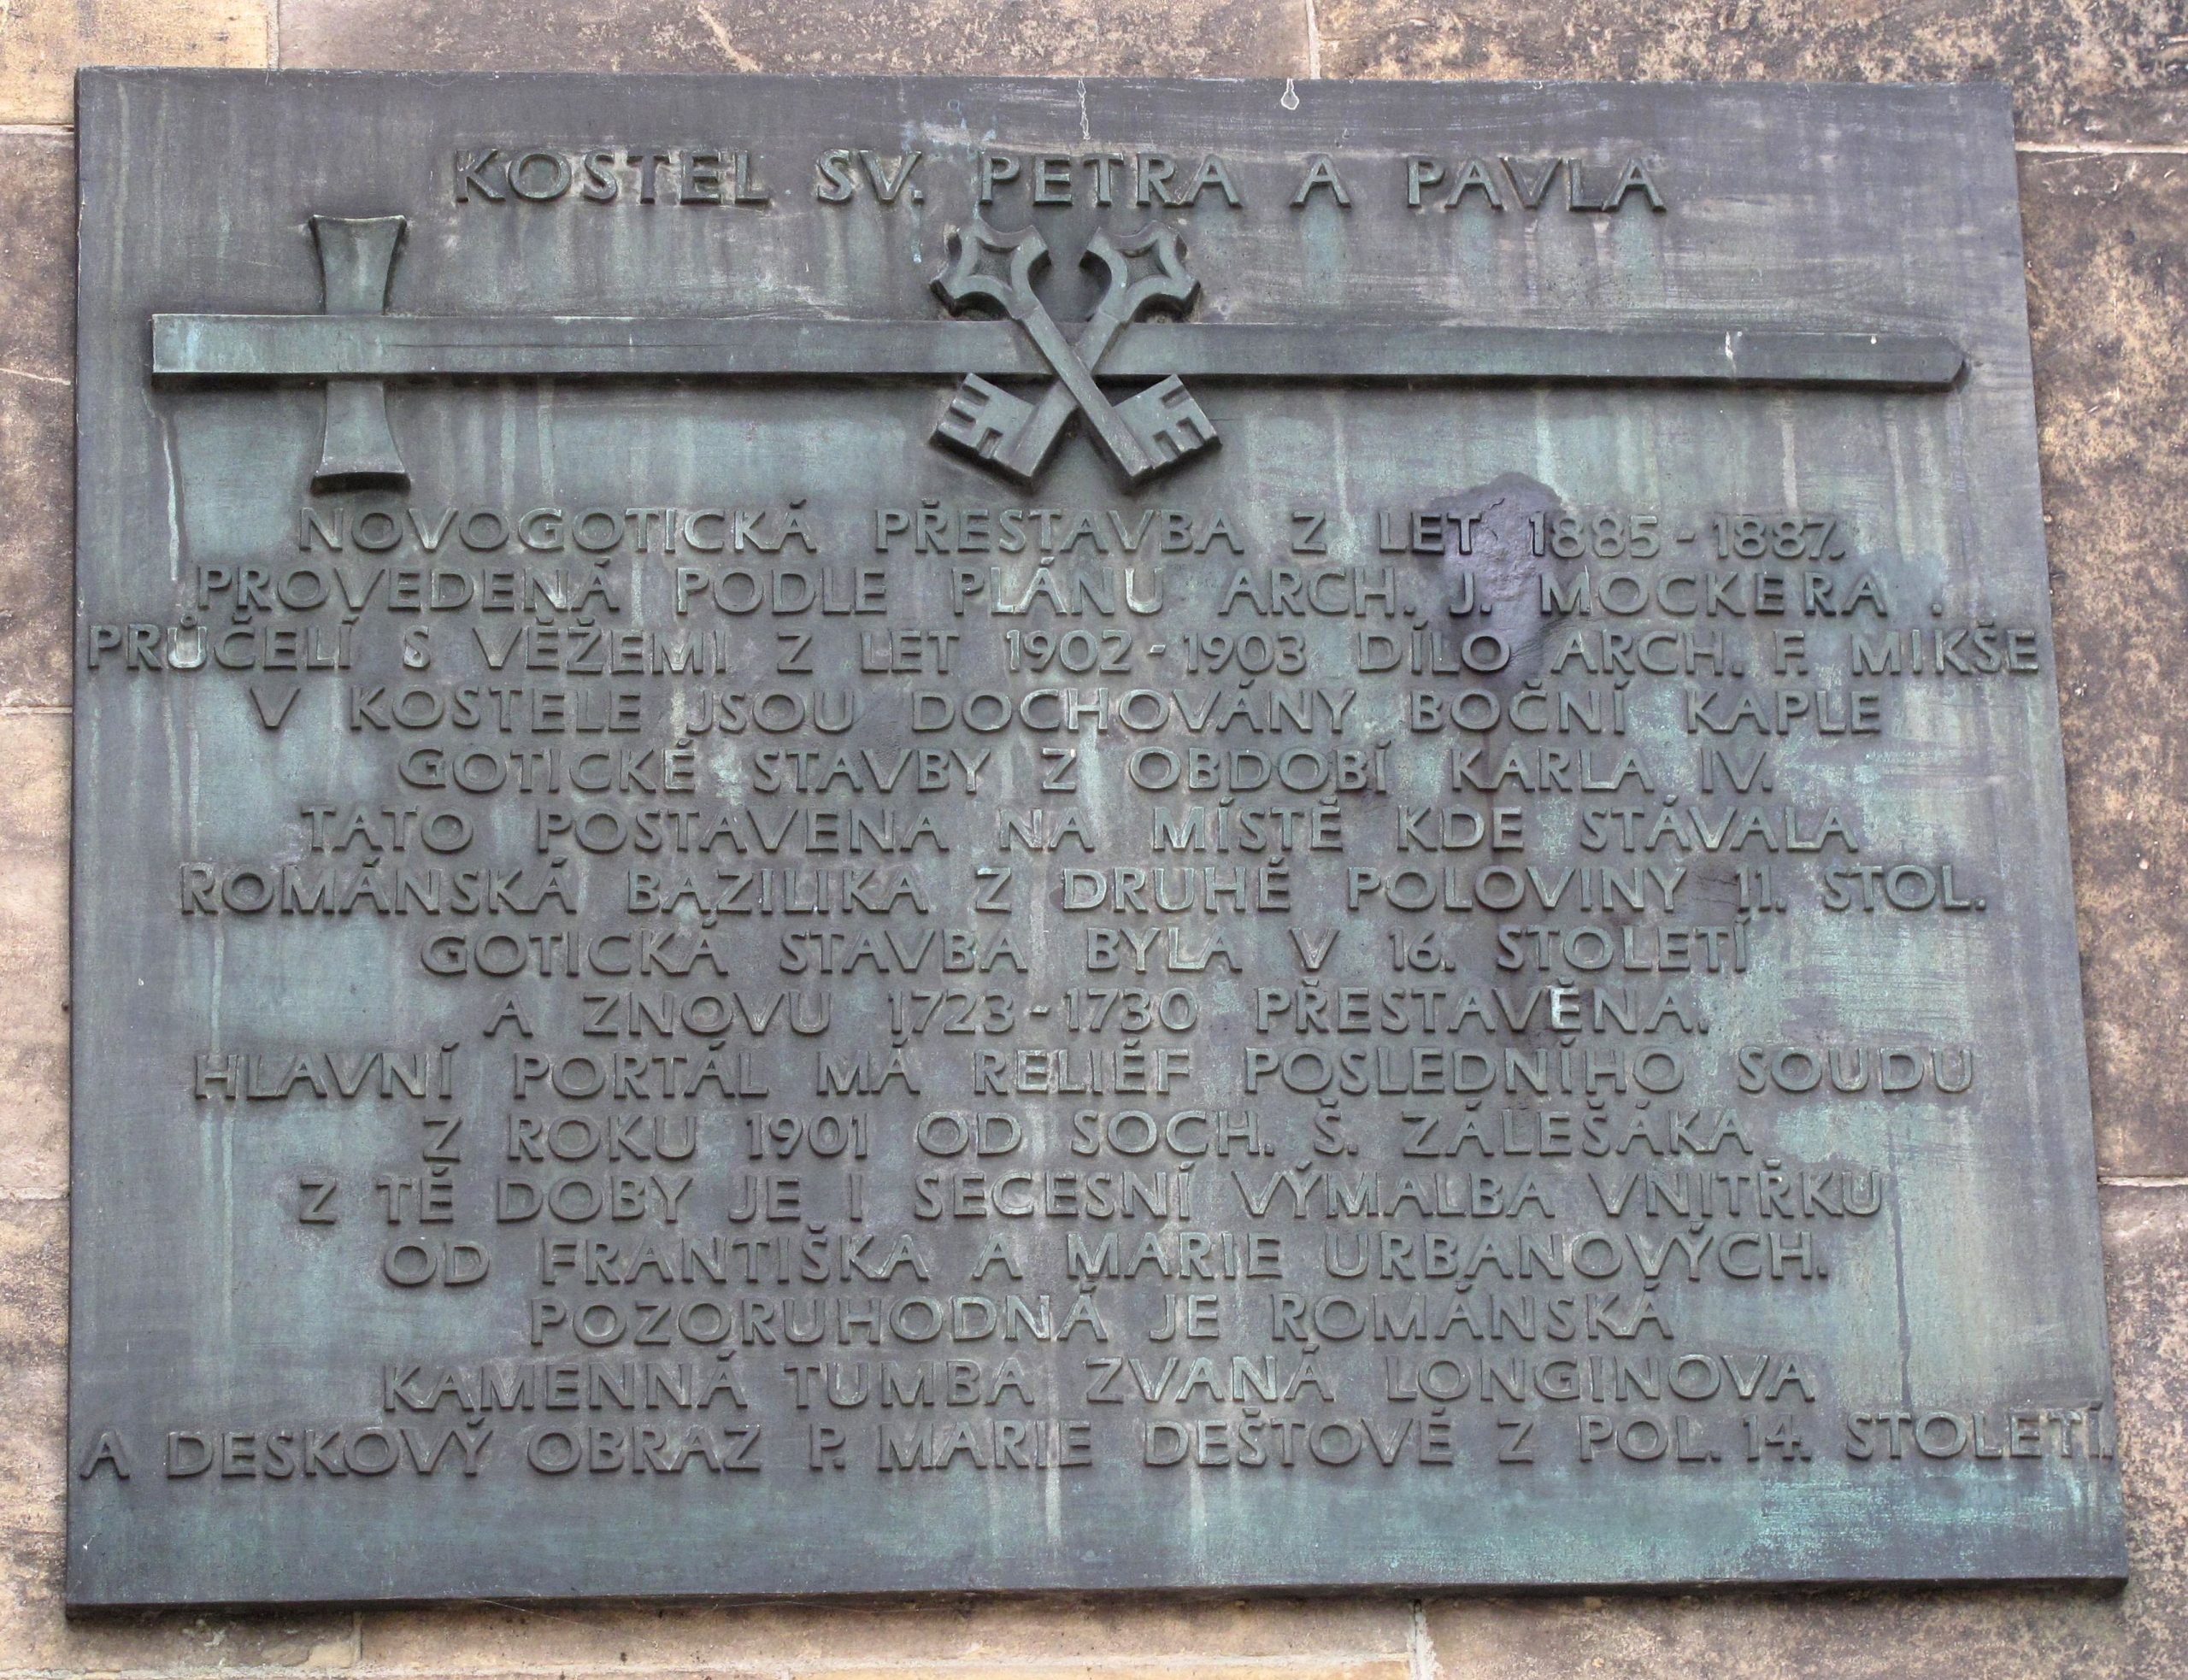 KOSTEL SV. PETRA A PAVLA
NOVOGOTICKÁ PŘESTAVBA Z LET 1885-1887,
PROVEDENÁ PODLE PLÁNU ARCH. J. MOCKERA.
PRŮČELÍ S VĚŽEMI Z LET 1902-1903 DÍLO ARCH. F. MIKŠE
V KOSTELE JSOU DOCHOVÁNY BOČNÍ KAPLE
GOTICKÉ STAVBY Z OBDOBÍ KARLA IV.
TATO POSTAVENA NA MÍSTĚ KDE STÁVALA
ROMÁNSKÁ BAZILIKA Z DRUHÉ POLOVINY 11. STOL.
GOTICKÁ STAVBA BYLA V 16. STOLETÍ
A ZNOVU 1723-1730 PŘESTAVĚNA.
HLAVNÍ PORTÁL MÁ RELIÉF POSLEDNÍHO SOUDU
Z ROKU 1901 OD SOCH. Š. ZÁLEŠÁKA
Z TÉ DOBY JE I SECESNÍ VÝMALBA VNITŘKU
OD FRANTIŠKA A MARIE URBANOVÝCH.
POZORUHODNÁ JE ROMÁNSKÁ
KAMENNÁ TUMBA ZVANÁ LONGINOVA
A DESKOVÝ OBRAZ P. MARIE DEŠTOVÉ Z POL. 14. STOLETÍ.